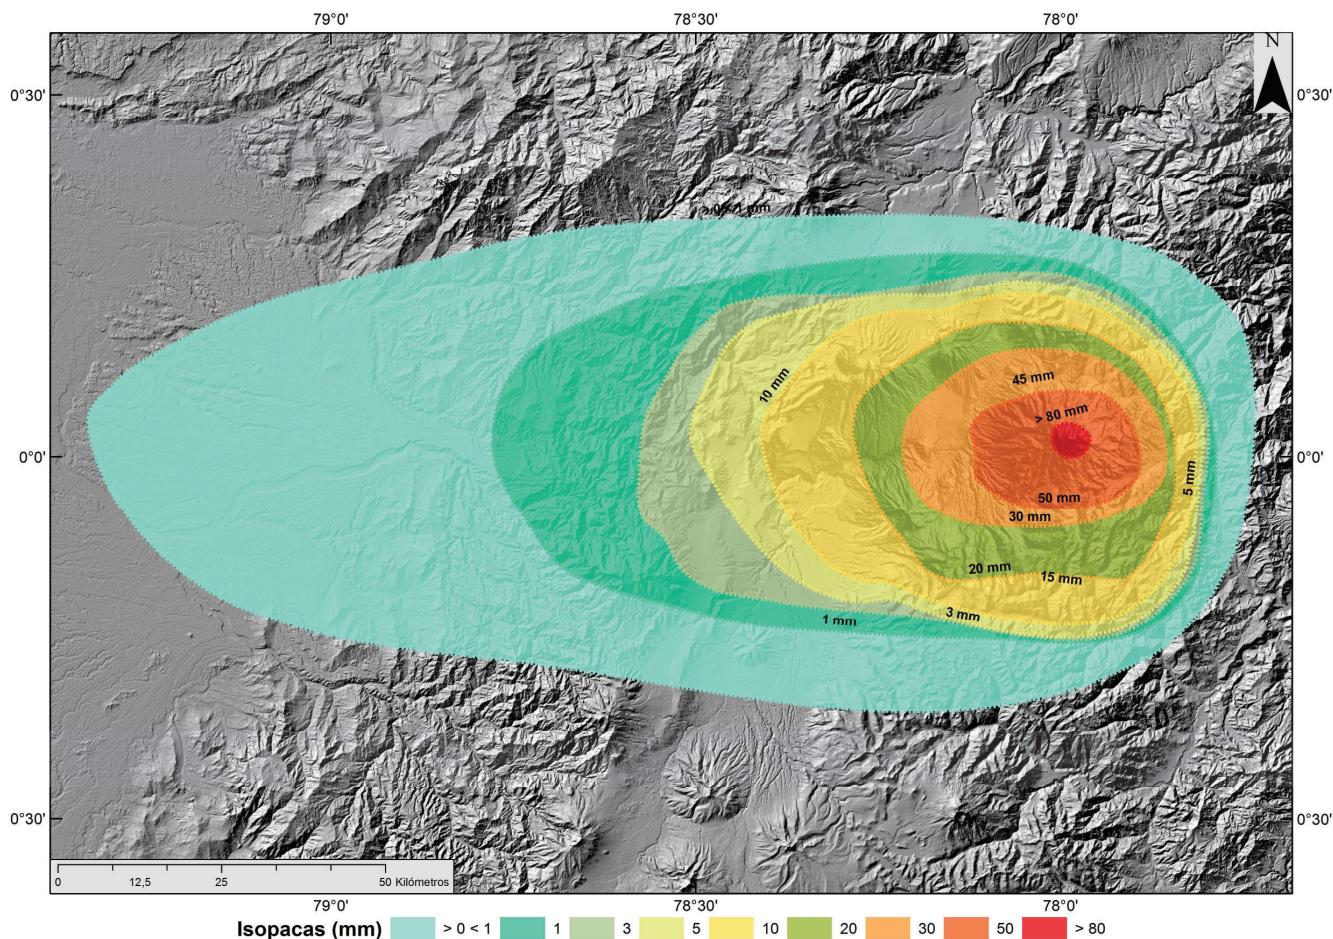 79°0' 78°30' 78°0'
N
0°30' 0°30'
10 mm
45 mm
> 80 mm
0°0' 0°0'
5 mm
50 mm
30 mm
20 mm
15 mm
3 mm
1 mm
0°30' 0°30'
0 12,5 25 50 Kilómetros
79°0' 78°30' 78°0'
Isopacas (mm) > 0 < 1 1 3 5 10 20 30 50 > 80